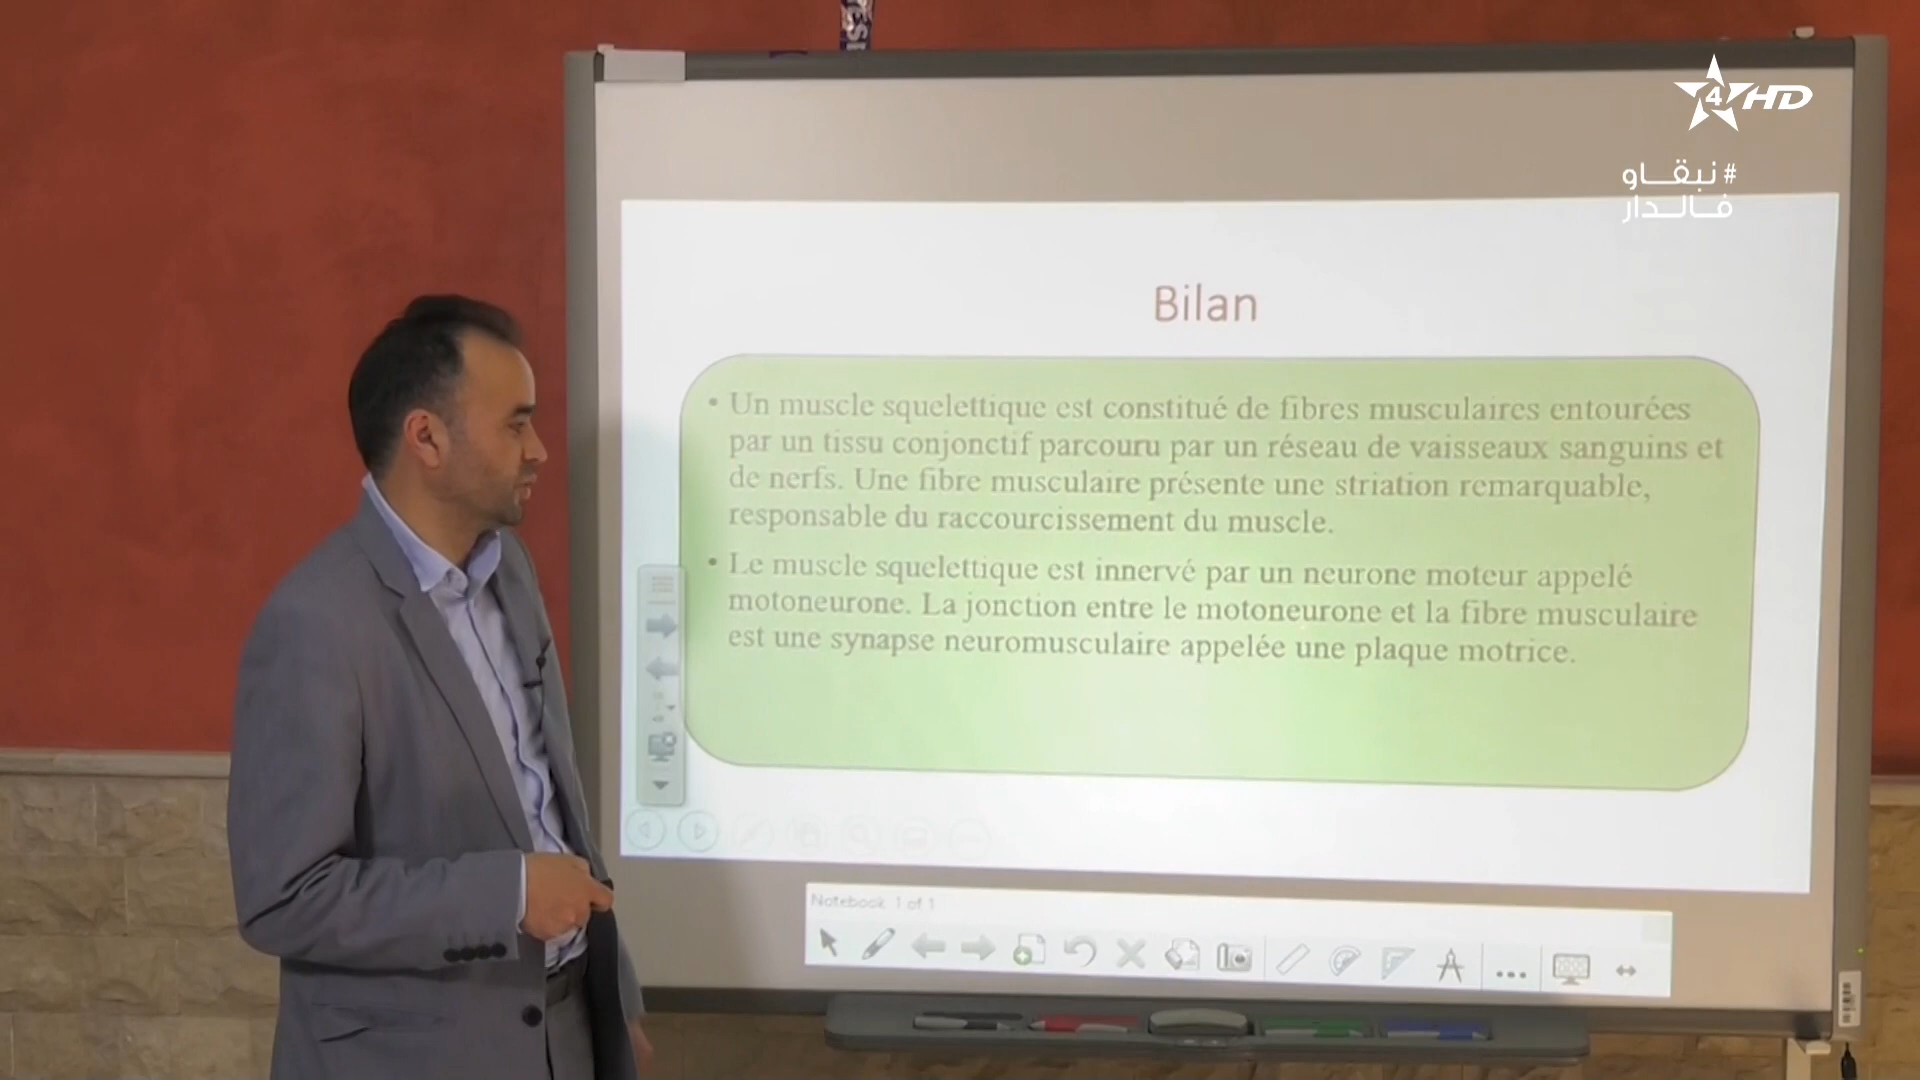 4 HD
#نبقاو
فالدار
Bilan
• Un muscle squelettique est constitué de fibres musculaires entourées
par un tissu conjonctif parcouru par un réseau de vaisseaux sanguins et
de nerfs. Une fibre musculaire présente une striation remarquable,
responsable du raccourcissement du muscle.
• Le muscle squelettique est innervé par un neurone moteur appelé
motoneurone. La jonction entre le motoneurone et la fibre musculaire
est une synapse neuromusculaire appelée une plaque motrice.
Notebook 1 of 1